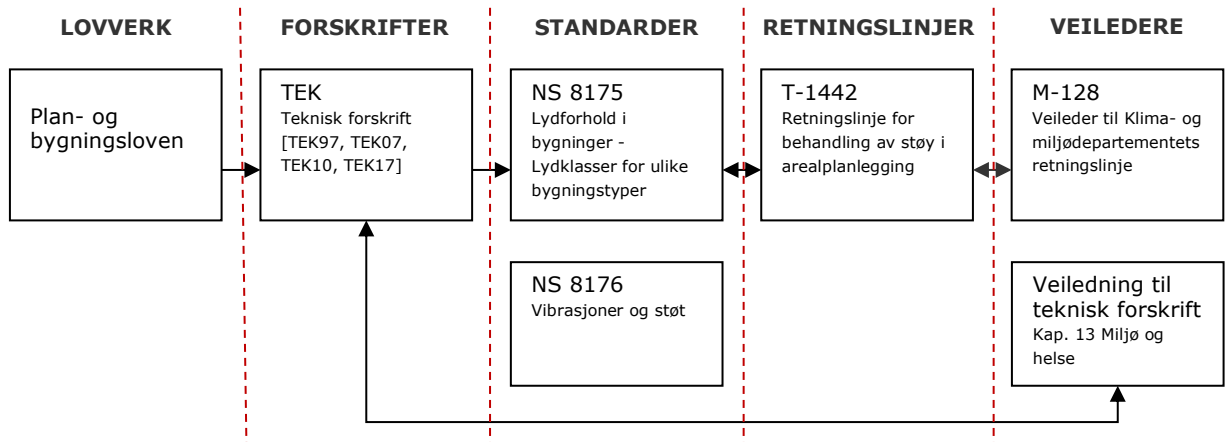 LOVVERK
FORSKRIFTER
STANDARDER
RETNINGSLINJER
VEILEDERE
Plan- og
bygningsloven
TEK
Teknisk forskrift
[TEK97, TEK07,
TEK10, TEK17]
NS 8175
Lydforhold i
bygninger -
Lydklasser for ulike
bygningstyper
T-1442
Retningslinje for
behandling av støy i
arealplanlegging
M-128
Veileder til Klima- og
miljødepartementets
retningslinje
NS 8176
Vibrasjoner og støt
Veiledning til
teknisk forskrift
Kap. 13 Miljø og
helse